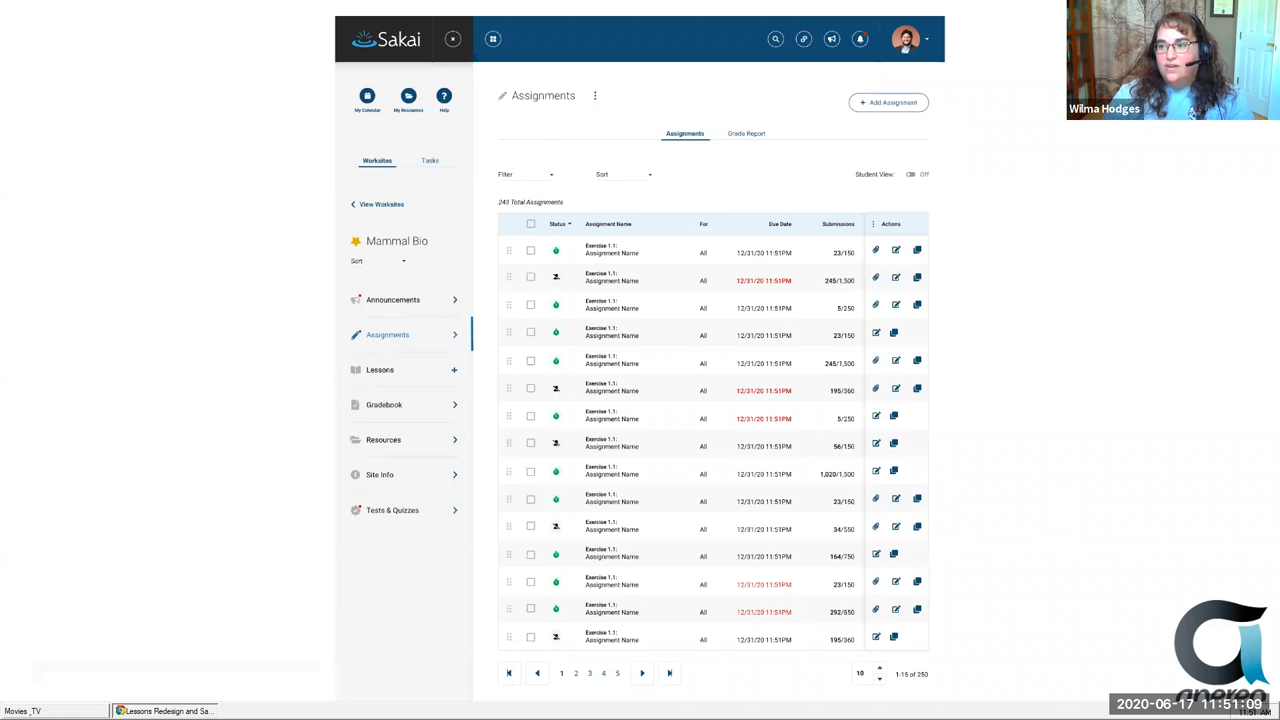 Sakai
Wilma Hodges
My Calendar
My Resources
Help
Assignments
Add Assignment
Assignments
Grade Report
Worksites
Tasks
Filter
Sort
Student View:
Off
View Worksites
243 Total Assignments
Status
Assignment Name
For
Due Date
Submissions
Actions
Mammal Bio
Sort
Announcements
Assignments
Lessons
Gradebook
Resources
Site Info
Tests & Quizzes
Exercise 1.1:
Assignment Name All 12/31/20 11:51PM 23/150
Exercise 1.1:
Assignment Name All 12/31/20 11:51PM 245/1,500
Exercise 1.1:
Assignment Name All 12/31/20 11:51PM 5/250
Exercise 1.1:
Assignment Name All 12/31/20 11:51PM 23/150
Exercise 1.1:
Assignment Name All 12/31/20 11:51PM 245/1,500
Exercise 1.1:
Assignment Name All 12/31/20 11:51PM 195/360
Exercise 1.1:
Assignment Name All 12/31/20 11:51PM 5/250
Exercise 1.1:
Assignment Name All 12/31/20 11:51PM 56/150
Exercise 1.1:
Assignment Name All 12/31/20 11:51PM 1,020/1,500
Exercise 1.1:
Assignment Name All 12/31/20 11:51PM 23/150
Exercise 1.1:
Assignment Name All 12/31/20 11:51PM 34/550
Exercise 1.1:
Assignment Name All 12/31/20 11:51PM 164/750
Exercise 1.1:
Assignment Name All 12/31/20 11:51PM 23/150
Exercise 1.1:
Assignment Name All 12/31/20 11:51PM 292/850
Exercise 1.1:
Assignment Name All 12/31/20 11:51PM 195/360
1 2 3 4 5
10
1-15 of 250
Movies _TV
Lessons Redesign and Sa...
2020-06-17 11:51:09